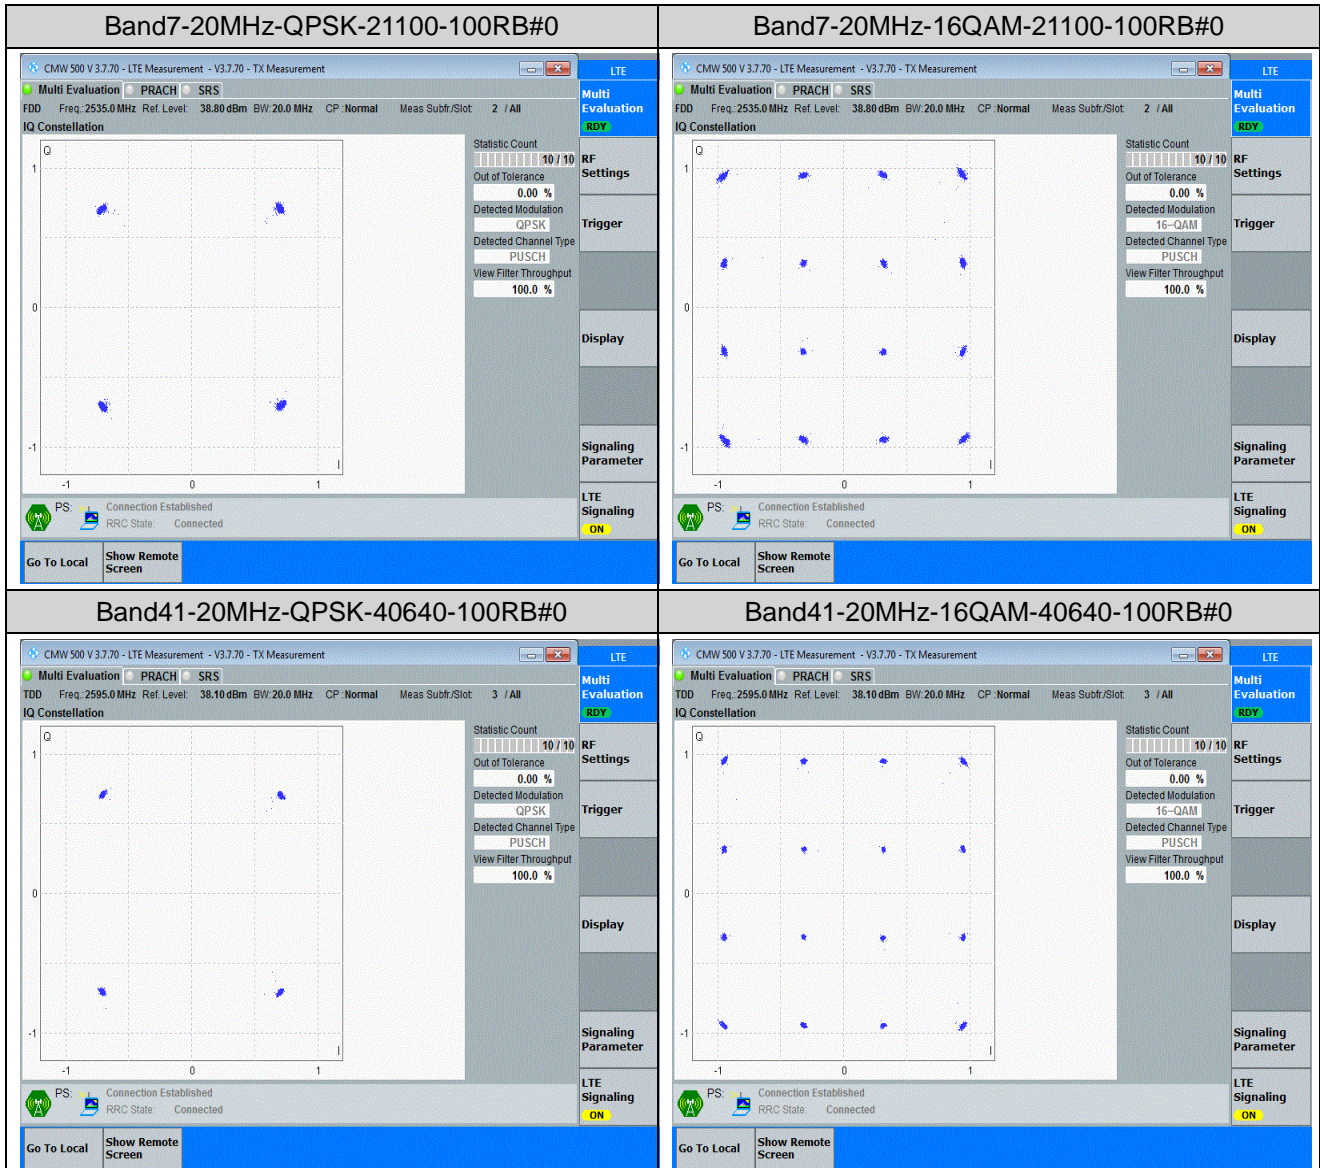 Band7-20MHz-QPSK-21100-100RB#0
CMW 500 V 3.7.70 - LTE Measurement - V3.7.70 - TX Measurement
LTE
Multi Evaluation PRACH SRS
Multi
Evaluation
RDY
FDD Freq.:2535.0 MHz Ref. Level: 38.80 dBm BW:20.0 MHz CP :Normal Meas Subfr./Slot: 2 / All
IQ Constellation
Q
1
0
-1
-1 0 1
I
Statistic Count
10 / 10
Out of Tolerance
0.00 %
Detected Modulation
QPSK
Detected Channel Type
PUSCH
View Filter Throughput
100.0 %
RF
Settings
Trigger
Display
Signaling
Parameter
LTE
Signaling
ON
PS: Connection Established
RRC State: Connected
Go To Local
Show Remote
Screen
Band7-20MHz-16QAM-21100-100RB#0
CMW 500 V 3.7.70 - LTE Measurement - V3.7.70 - TX Measurement
LTE
Multi Evaluation PRACH SRS
Multi
Evaluation
RDY
FDD Freq.:2535.0 MHz Ref. Level: 38.80 dBm BW:20.0 MHz CP :Normal Meas Subfr./Slot: 2 / All
IQ Constellation
Q
1
0
-1
-1 0 1
I
Statistic Count
10 / 10
Out of Tolerance
0.00 %
Detected Modulation
16-QAM
Detected Channel Type
PUSCH
View Filter Throughput
100.0 %
RF
Settings
Trigger
Display
Signaling
Parameter
LTE
Signaling
ON
PS: Connection Established
RRC State: Connected
Go To Local
Show Remote
Screen
Band41-20MHz-QPSK-40640-100RB#0
CMW 500 V 3.7.70 - LTE Measurement - V3.7.70 - TX Measurement
LTE
Multi Evaluation PRACH SRS
Multi
Evaluation
RDY
TDD Freq.:2595.0 MHz Ref. Level: 38.10 dBm BW:20.0 MHz CP :Normal Meas Subfr./Slot: 3 / All
IQ Constellation
Q
1
0
-1
-1 0 1
I
Statistic Count
10 / 10
Out of Tolerance
0.00 %
Detected Modulation
QPSK
Detected Channel Type
PUSCH
View Filter Throughput
100.0 %
RF
Settings
Trigger
Display
Signaling
Parameter
LTE
Signaling
ON
PS: Connection Established
RRC State: Connected
Go To Local
Show Remote
Screen
Band41-20MHz-16QAM-40640-100RB#0
CMW 500 V 3.7.70 - LTE Measurement - V3.7.70 - TX Measurement
LTE
Multi Evaluation PRACH SRS
Multi
Evaluation
RDY
TDD Freq.:2595.0 MHz Ref. Level: 38.10 dBm BW:20.0 MHz CP :Normal Meas Subfr./Slot: 3 / All
IQ Constellation
Q
1
0
-1
-1 0 1
I
Statistic Count
10 / 10
Out of Tolerance
0.00 %
Detected Modulation
16-QAM
Detected Channel Type
PUSCH
View Filter Throughput
100.0 %
RF
Settings
Trigger
Display
Signaling
Parameter
LTE
Signaling
ON
PS: Connection Established
RRC State: Connected
Go To Local
Show Remote
Screen